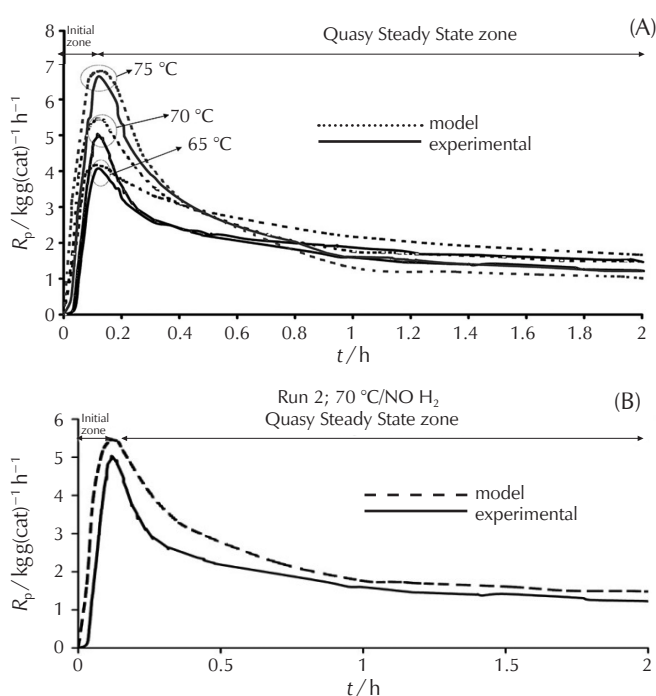 (A)
Initial
zone
Quasy Steady State zone
8
7
6
5
4
3
2
1
0
R_p / kg g(cat)⁻¹ h⁻¹
75 °C
70 °C
65 °C
model
experimental
0 0.2 0.4 0.6 0.8 1 1.2 1.4 1.6 1.8 2
t / h
Run 2; 70 °C/NO H₂
(B)
Initial
zone
Quasy Steady State zone
6
5
4
3
2
1
0
R_p / kg g(cat)⁻¹ h⁻¹
model
experimental
0.5 1 1.5 2
t / h